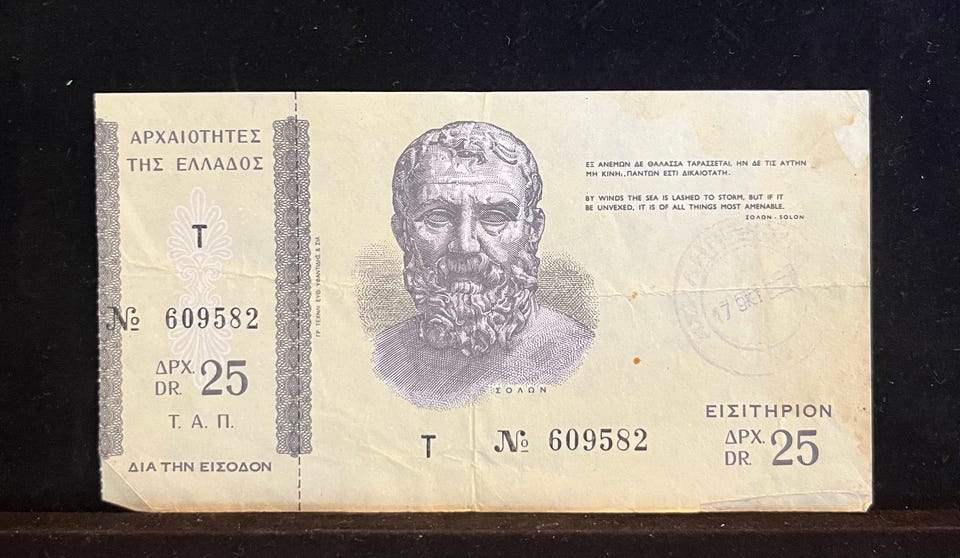 ΑΡΧΑΙΟΤΗΤΕΣ
ΤΗΣ ΕΛΛΑΔΟΣ
Τ
№ 609582
ΔΡΧ.
DR. 25
Τ. Α. Π.
ΔΙΑ ΤΗΝ ΕΙΣΟΔΟΝ
ΕΞ ΑΝΕΜΩΝ ΔΕ ΘΑΛΑΣΣΑ ΤΑΡΑΣΣΕΤΑΙ, ΗΝ ΔΕ ΤΙΣ ΑΥΤΗΝ
ΜΗ ΚΙΝΗ, ΠΑΝΤΩΝ ΕΣΤΙ ΔΙΚΑΙΟΤΑΤΗ.
BY WINDS THE SEA IS LASHED TO STORM, BUT IF IT
BE UNVEXED, IT IS OF ALL THINGS MOST AMENABLE.
ΣΟΛΩΝ - SOLON
ΣΟΛΩΝ
Τ № 609582
ΕΙΣΙΤΗΡΙΟΝ
ΔΡΧ.
DR. 25